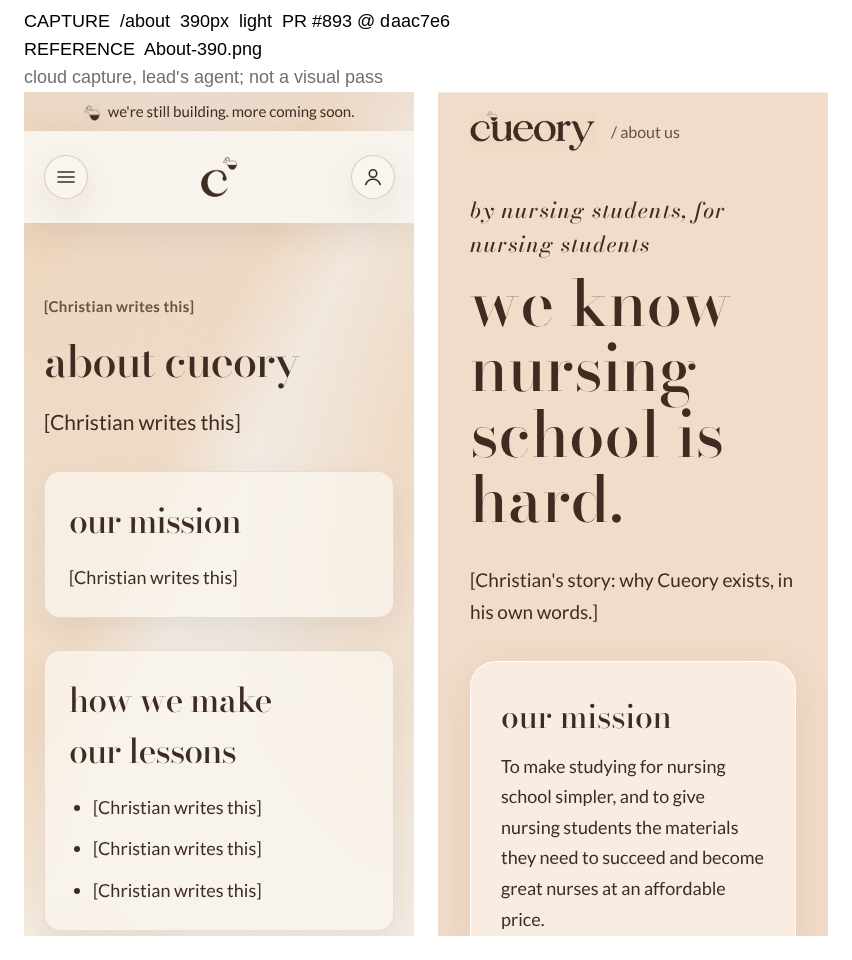 CAPTURE /about 390px light PR #893 @ daac7e6
REFERENCE About-390.png
cloud capture, lead's agent; not a visual pass
we're still building. more coming soon.
c
[Christian writes this]
about cueory
[Christian writes this]
our mission
[Christian writes this]
how we make
our lessons
• [Christian writes this]
• [Christian writes this]
• [Christian writes this]
cueory / about us
by nursing students, for
nursing students
we know
nursing
school is
hard.
[Christian's story: why Cueory exists, in
his own words.]
our mission
To make studying for nursing
school simpler, and to give
nursing students the materials
they need to succeed and become
great nurses at an affordable
price.